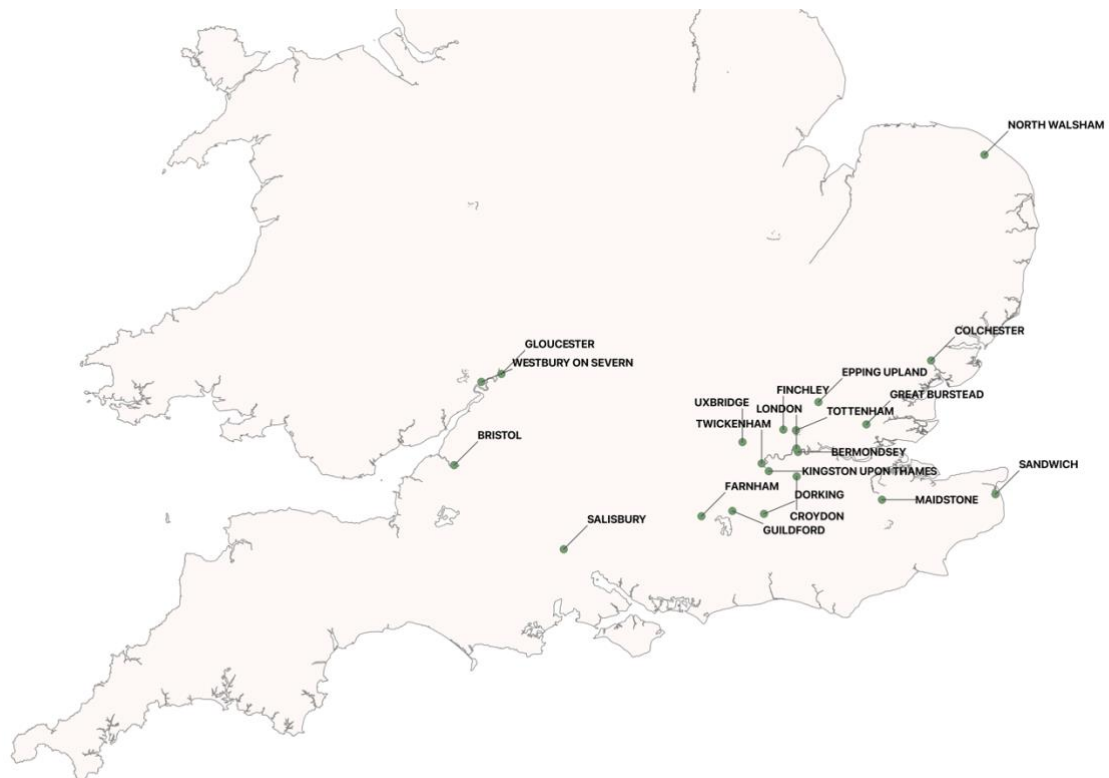 NORTH WALSHAM
COLCHESTER
GLOUCESTER
WESTBURY ON SEVERN
EPPING UPLAND
FINCHLEY
GREAT BURSTEAD
UXBRIDGE
LONDON
TOTTENHAM
TWICKENHAM
BRISTOL
BERMONDSEY
SANDWICH
KINGSTON UPON THAMES
FARNHAM
DORKING
MAIDSTONE
SALISBURY
CROYDON
GUILDFORD